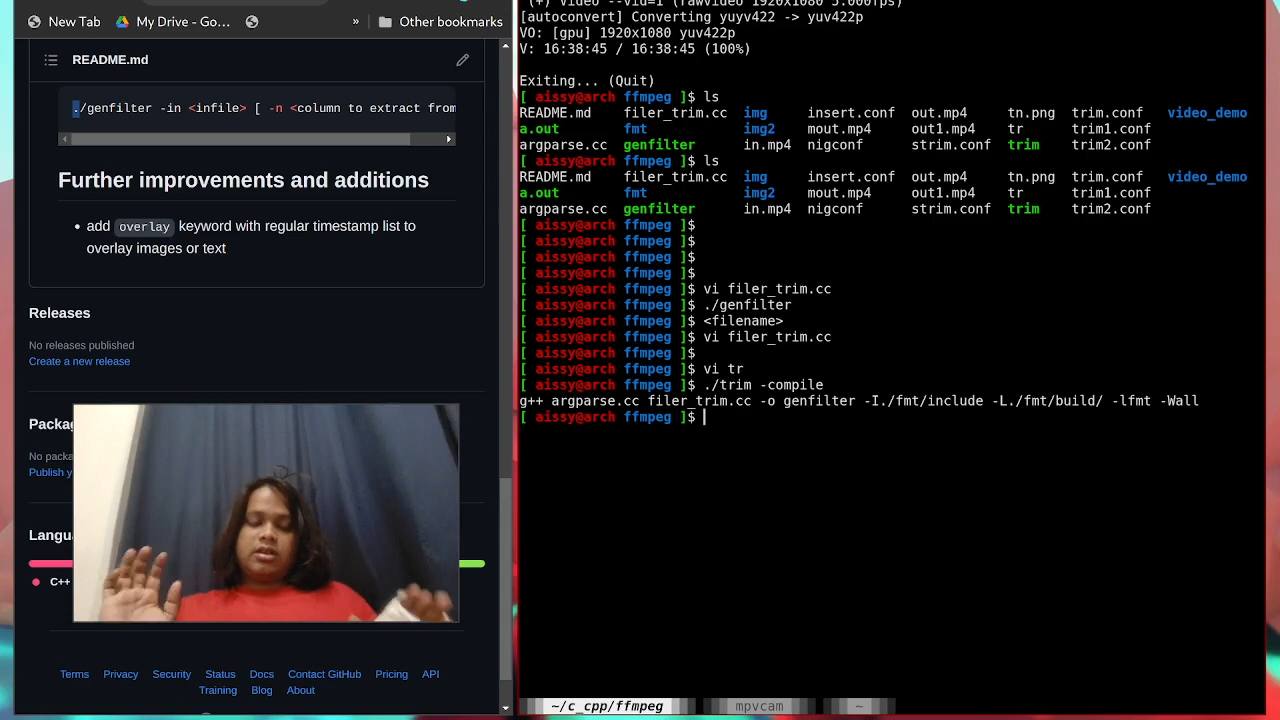 New Tab
My Drive - Go...
»
Other bookmarks
README.md
./genfilter -in <infile> [ -n <column to extract from
Further improvements and additions
add overlay keyword with regular timestamp list to
overlay images or text
Releases
No releases published
Create a new release
Packa
No packa
Publish y
Langu
C++
Terms Privacy Security Status Docs Contact GitHub Pricing API
Training Blog About
(+) Video --vid=1 (rawvideo 1920x1080 5.000fps)
[autoconvert] Converting yuyv422 -> yuv422p
VO: [gpu] 1920x1080 yuv422p
V: 16:38:45 / 16:38:45 (100%)
Exiting... (Quit)
[ aissy@arch ffmpeg ]$ ls
README.md filer_trim.cc img insert.conf out.mp4 tn.png trim.conf video_demo
a.out fmt img2 mout.mp4 out1.mp4 tr trim1.conf
argparse.cc genfilter in.mp4 nigconf strim.conf trim trim2.conf
[ aissy@arch ffmpeg ]$ ls
README.md filer_trim.cc img insert.conf out.mp4 tn.png trim.conf video_demo
a.out fmt img2 mout.mp4 out1.mp4 tr trim1.conf
argparse.cc genfilter in.mp4 nigconf strim.conf trim trim2.conf
[ aissy@arch ffmpeg ]$
[ aissy@arch ffmpeg ]$
[ aissy@arch ffmpeg ]$
[ aissy@arch ffmpeg ]$
[ aissy@arch ffmpeg ]$ vi filer_trim.cc
[ aissy@arch ffmpeg ]$ ./genfilter
[ aissy@arch ffmpeg ]$ <filename>
[ aissy@arch ffmpeg ]$ vi filer_trim.cc
[ aissy@arch ffmpeg ]$
[ aissy@arch ffmpeg ]$ vi tr
[ aissy@arch ffmpeg ]$ ./trim -compile
g++ argparse.cc filer_trim.cc -o genfilter -I./fmt/include -L./fmt/build/ -lfmt -Wall
[ aissy@arch ffmpeg ]$
~/c_cpp/ffmpeg mpvcam ~